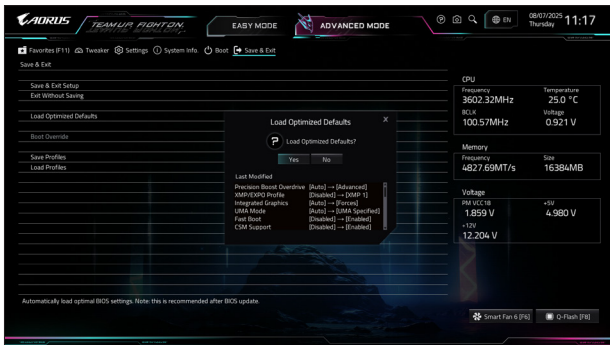 AORUS
TEAM UP. FIGHT ON.
EASY MODE
ADVANCED MODE
EN
08/07/2025
Thursday
11:17
Favorites (F11)
Tweaker
Settings
System Info.
Boot
Save & Exit
Save & Exit
Save & Exit Setup
Exit Without Saving
Load Optimized Defaults
Boot Override
Save Profiles
Load Profiles
Load Optimized Defaults
X
Load Optimized Defaults?
Yes
No
Last Modified
Precision Boost Overdrive [Auto] → [Advanced]
XMP/EXPO Profile [Disabled] → [XMP 1]
Integrated Graphics [Auto] → [Forces]
UMA Mode [Auto] → [UMA Specified]
Fast Boot [Disabled] → [Enabled]
CSM Support [Disabled] → [Enabled]
CPU
Frequency Temperature
3602.32MHz 25.0 °C
BCLK Voltage
100.57MHz 0.921 V
Memory
Frequency Size
4827.69MT/s 16384MB
Voltage
PM VCC18 +5V
1.859 V 4.980 V
+12V
12.204 V
Automatically load optimal BIOS settings. Note: this is recommended after BIOS update.
Smart Fan 6 [F6]
Q-Flash [F8]